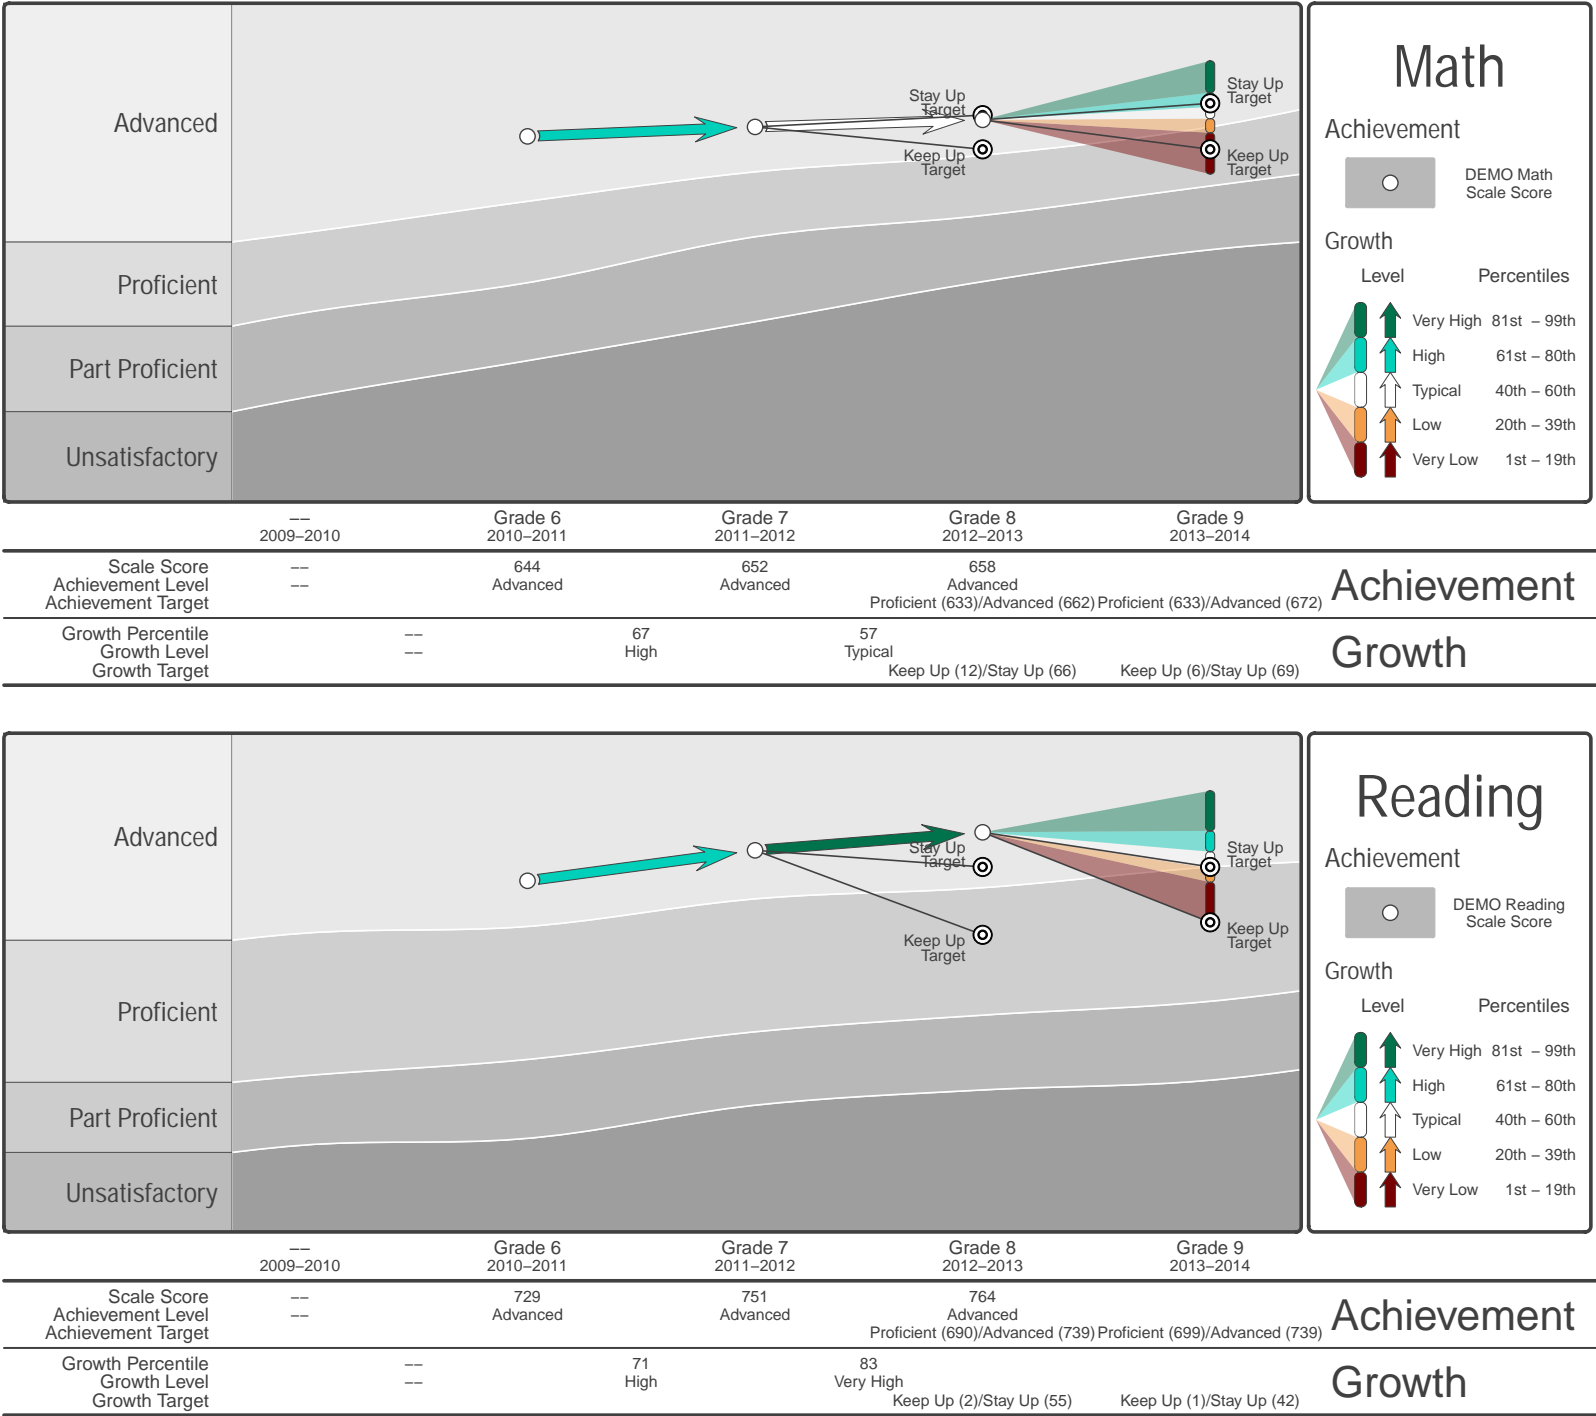 Math
Advanced
Proficient
Part Proficient
Unsatisfactory
Stay Up
Target
Keep Up
Target
Stay Up
Target
Keep Up
Target
Achievement
DEMO Math
Scale Score
Growth
Level Percentiles
Very High 81st – 99th
High 61st – 80th
Typical 40th – 60th
Low 20th – 39th
Very Low 1st – 19th
–– Grade 6 Grade 7 Grade 8 Grade 9
2009–2010 2010–2011 2011–2012 2012–2013 2013–2014
Scale Score –– 644 652 658
Achievement Level –– Advanced Advanced Advanced
Achievement Target Proficient (633)/Advanced (662) Proficient (633)/Advanced (672)
Achievement
Growth Percentile –– 67 57
Growth Level –– High Typical
Growth Target Keep Up (12)/Stay Up (66) Keep Up (6)/Stay Up (69)
Growth
Reading
Advanced
Proficient
Part Proficient
Unsatisfactory
Stay Up
Target
Keep Up
Target
Stay Up
Target
Keep Up
Target
Achievement
DEMO Reading
Scale Score
Growth
Level Percentiles
Very High 81st – 99th
High 61st – 80th
Typical 40th – 60th
Low 20th – 39th
Very Low 1st – 19th
–– Grade 6 Grade 7 Grade 8 Grade 9
2009–2010 2010–2011 2011–2012 2012–2013 2013–2014
Scale Score –– 729 751 764
Achievement Level –– Advanced Advanced Advanced
Achievement Target Proficient (690)/Advanced (739) Proficient (699)/Advanced (739)
Achievement
Growth Percentile –– 71 83
Growth Level –– High Very High
Growth Target Keep Up (2)/Stay Up (55) Keep Up (1)/Stay Up (42)
Growth